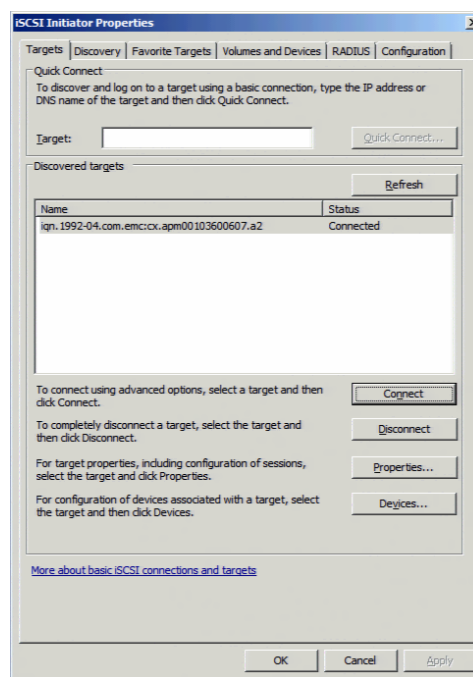 iSCSI Initiator Properties
Targets Discovery Favorite Targets Volumes and Devices RADIUS Configuration
Quick Connect
To discover and log on to a target using a basic connection, type the IP address or
DNS name of the target and then click Quick Connect.
Target:
Quick Connect...
Discovered targets
Refresh
Name Status
iqn.1992-04.com.emc:cx.apm00103600607.a2 Connected
To connect using advanced options, select a target and then
click Connect.
Connect
To completely disconnect a target, select the target and
then click Disconnect.
Disconnect
For target properties, including configuration of sessions,
select the target and click Properties.
Properties...
For configuration of devices associated with a target, select
the target and then click Devices.
Devices...
More about basic iSCSI connections and targets
OK Cancel Apply